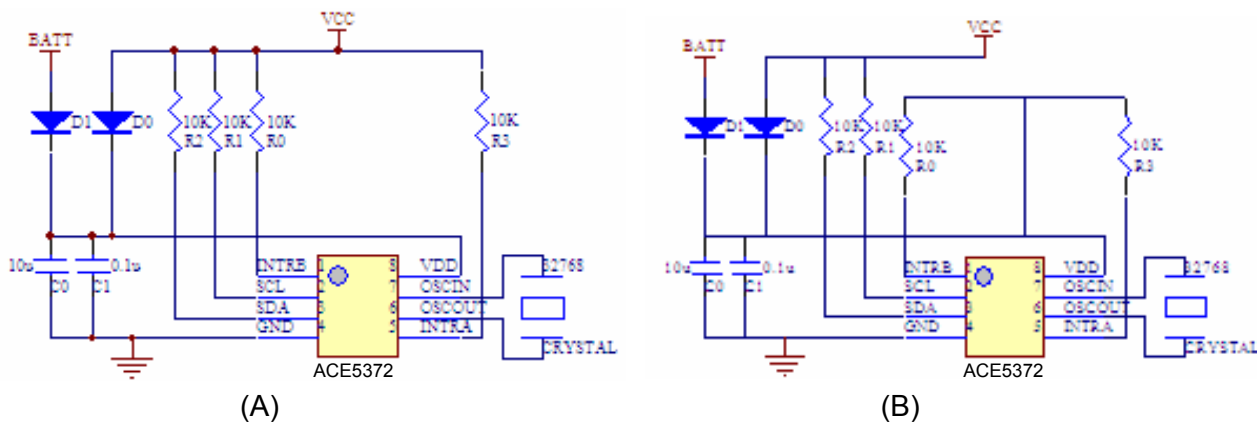 VCC
BATT
D1
D0
10K
R2
10K
R1
10K
R0
10K
R3
10u
C0
0.1u
C1
INTRB
SCL
SDA
GND
1
2
3
4
8
7
6
5
VDD
OSCIN
OSCOUT
INTRA
32768
CRYSTAL
ACE5372
(A)
VCC
BATT
D1
D0
10K
R2
10K
R1
10K
R0
10K
R3
10u
C0
0.1u
C1
INTRB
SCL
SDA
GND
1
2
3
4
8
7
6
5
VDD
OSCIN
OSCOUT
INTRA
32768
CRYSTAL
ACE5372
(B)